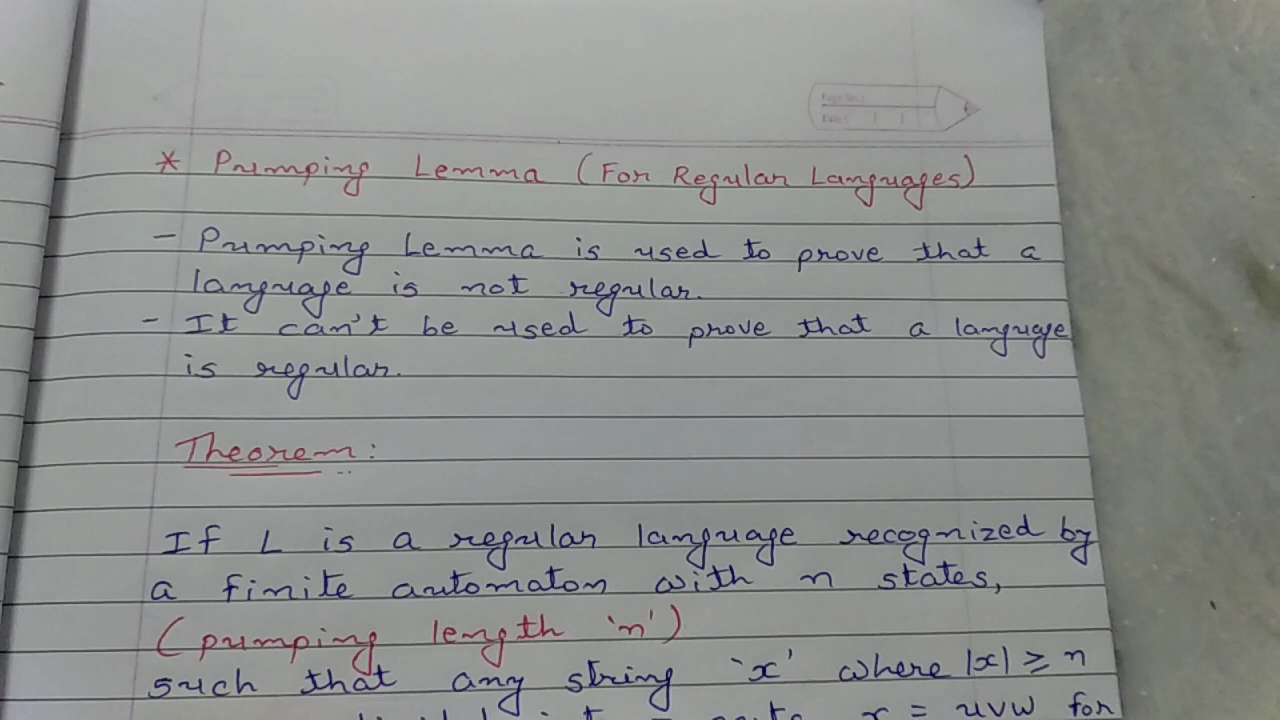 * Pumping Lemma (For Regular Languages)
- Pumping Lemma is used to prove that a
language is not regular.
- It can't be used to prove that a language
is regular.
Theorem:
If L is a regular language recognized by
a finite automaton with n states,
(pumping length 'n')
such that any string 'x' where |x| ≥ n
x = uvw for